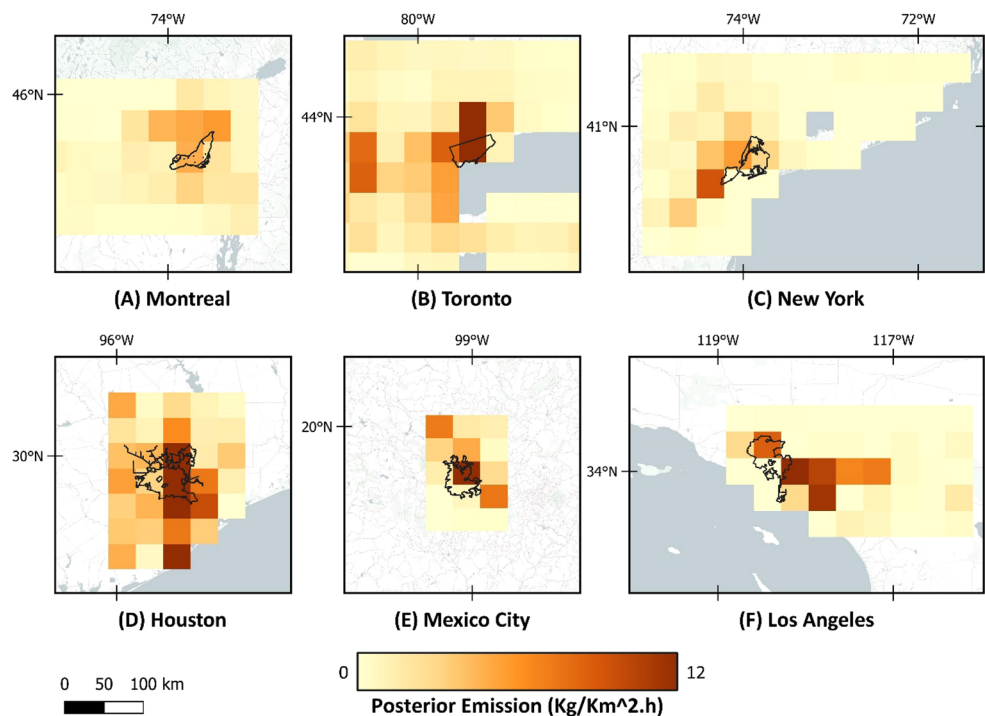 74°W
80°W
74°W
72°W
46°N
44°N
41°N
(A) Montreal
(B) Toronto
(C) New York
96°W
99°W
119°W
117°W
30°N
20°N
34°N
(D) Houston
(E) Mexico City
(F) Los Angeles
0
12
0 50 100 km
Posterior Emission (Kg/Km^2.h)